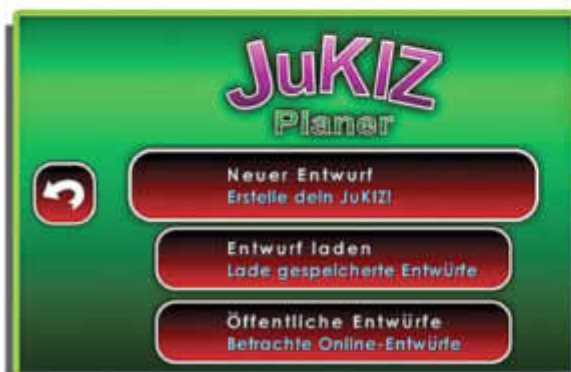 JuKIZ
Planer
Neuer Entwurf
Erstelle dein JuKIZ!
Entwurf laden
Lade gespeicherte Entwürfe
Öffentliche Entwürfe
Betrachte Online-Entwürfe